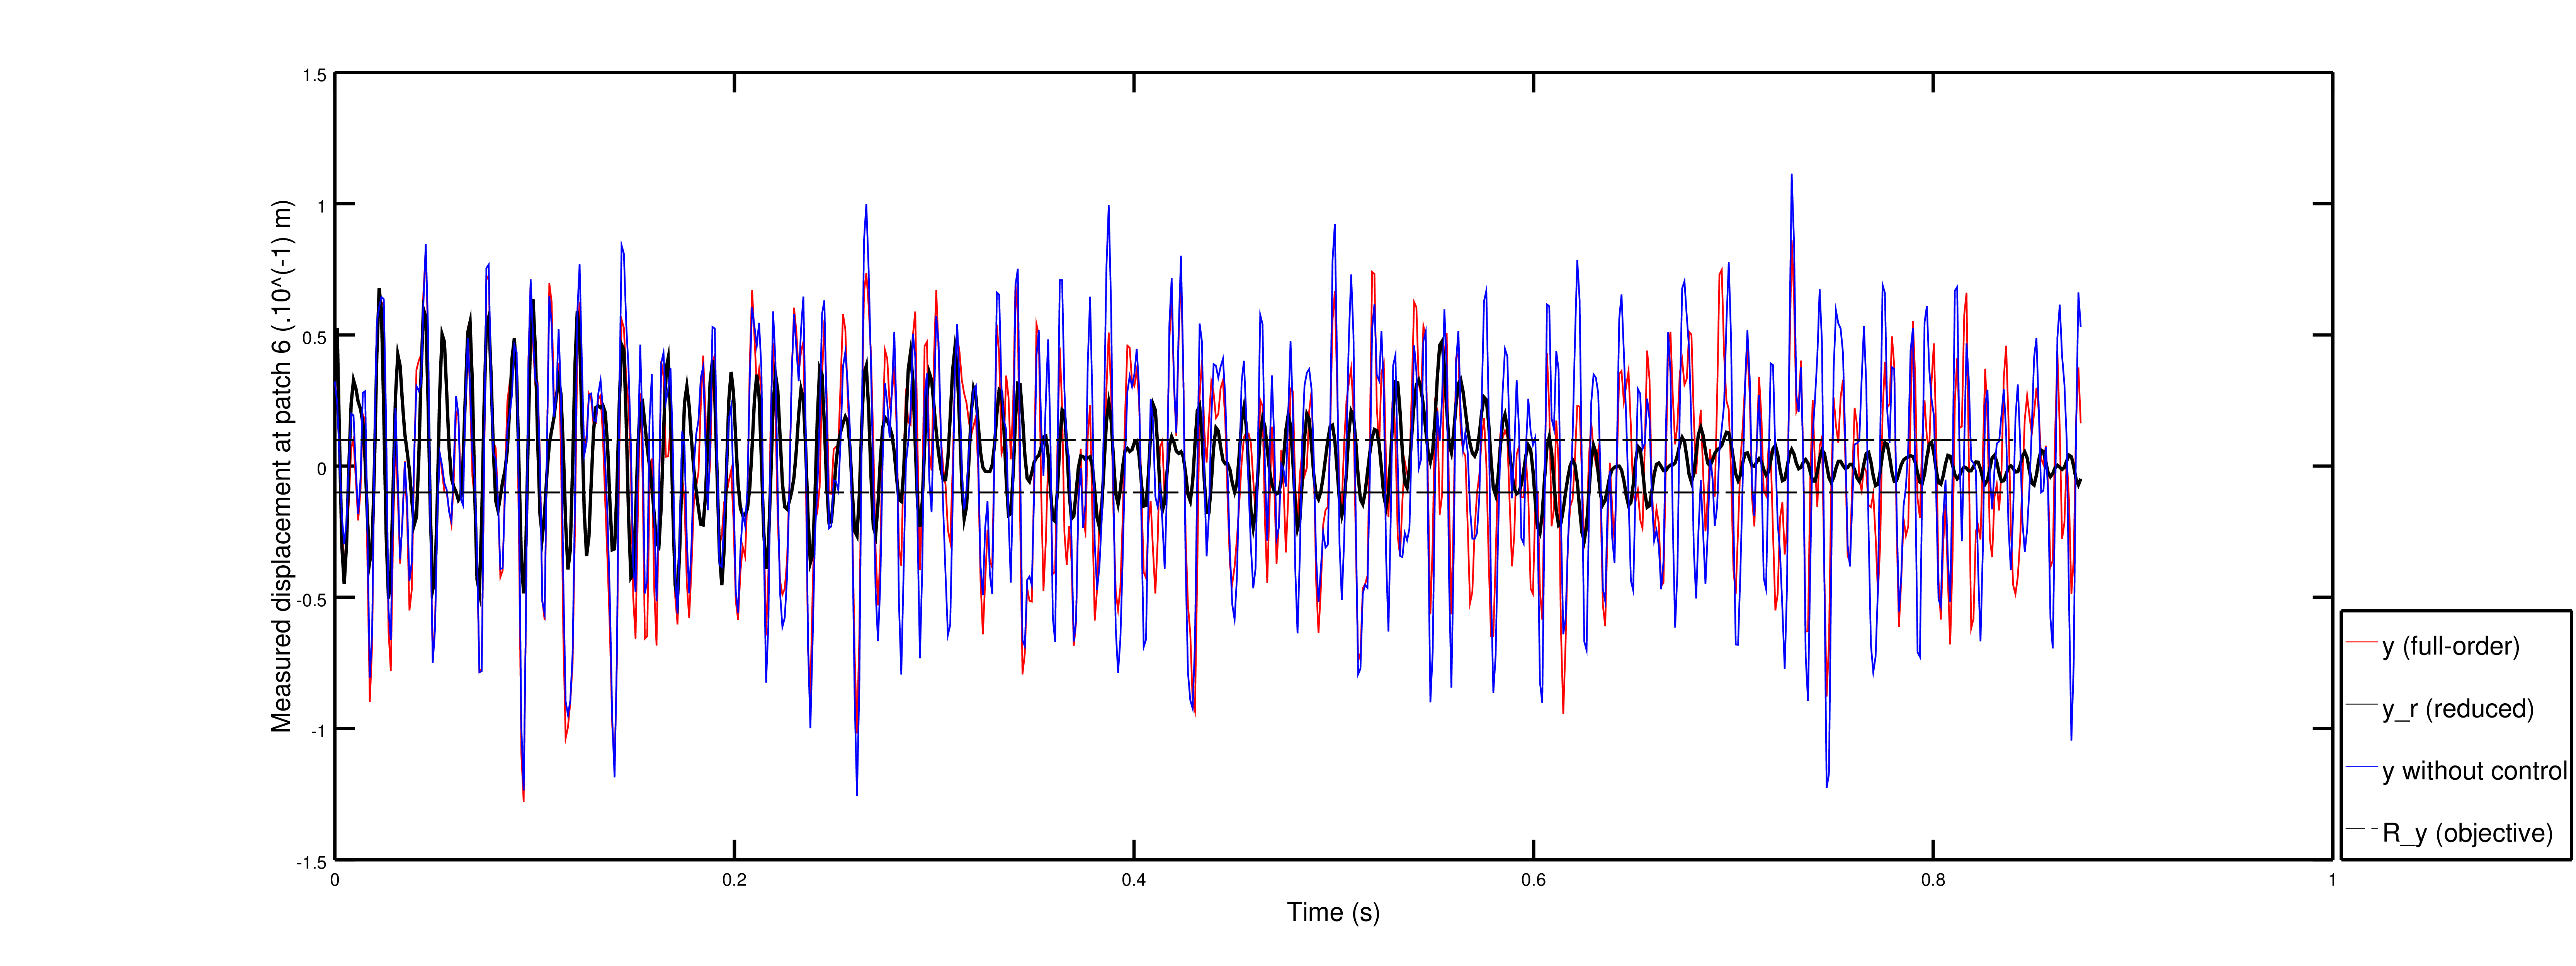 1.5
1
0.5
0
-0.5
-1
-1.5
Measured displacement at patch 6 (.10^(-1) m)
0
0.2
0.4
0.6
0.8
1
Time (s)
y (full-order)
y_r (reduced)
y without control
R_y (objective)